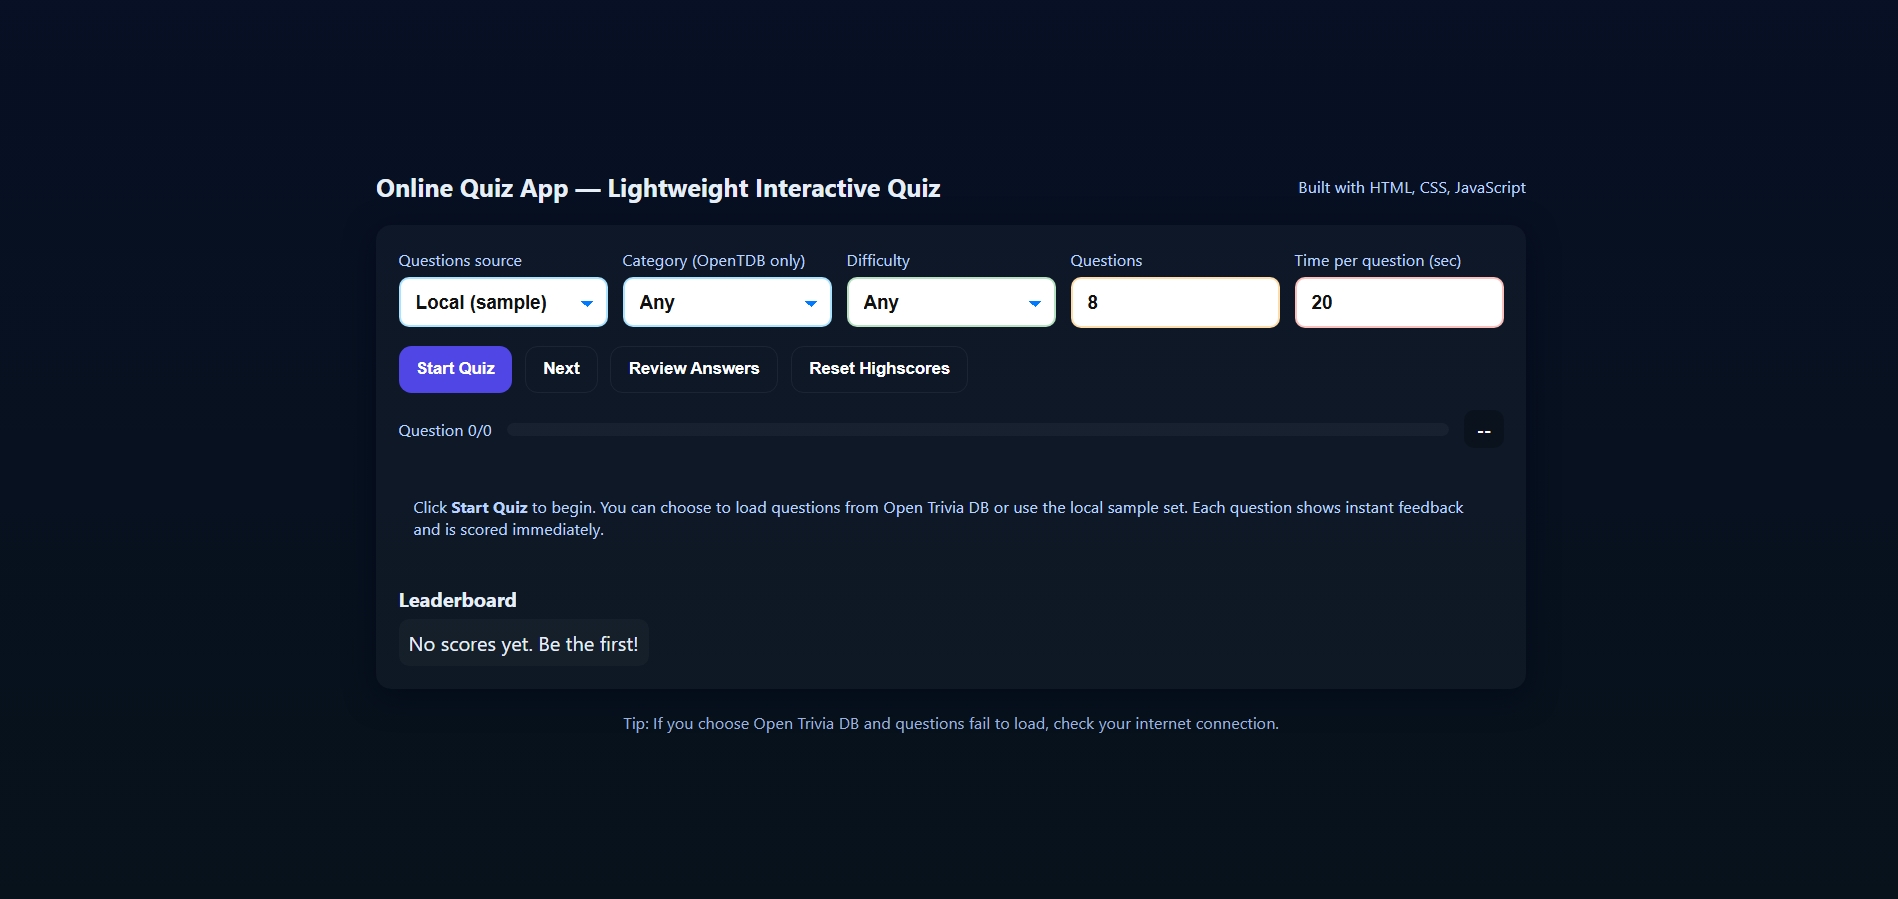 Online Quiz App — Lightweight Interactive Quiz
Built with HTML, CSS, JavaScript
Questions source
Category (OpenTDB only)
Difficulty
Questions
Time per question (sec)
Local (sample)
Any
Any
8
20
Start Quiz
Next
Review Answers
Reset Highscores
Question 0/0
--
Click Start Quiz to begin. You can choose to load questions from Open Trivia DB or use the local sample set. Each question shows instant feedback
and is scored immediately.
Leaderboard
No scores yet. Be the first!
Tip: If you choose Open Trivia DB and questions fail to load, check your internet connection.